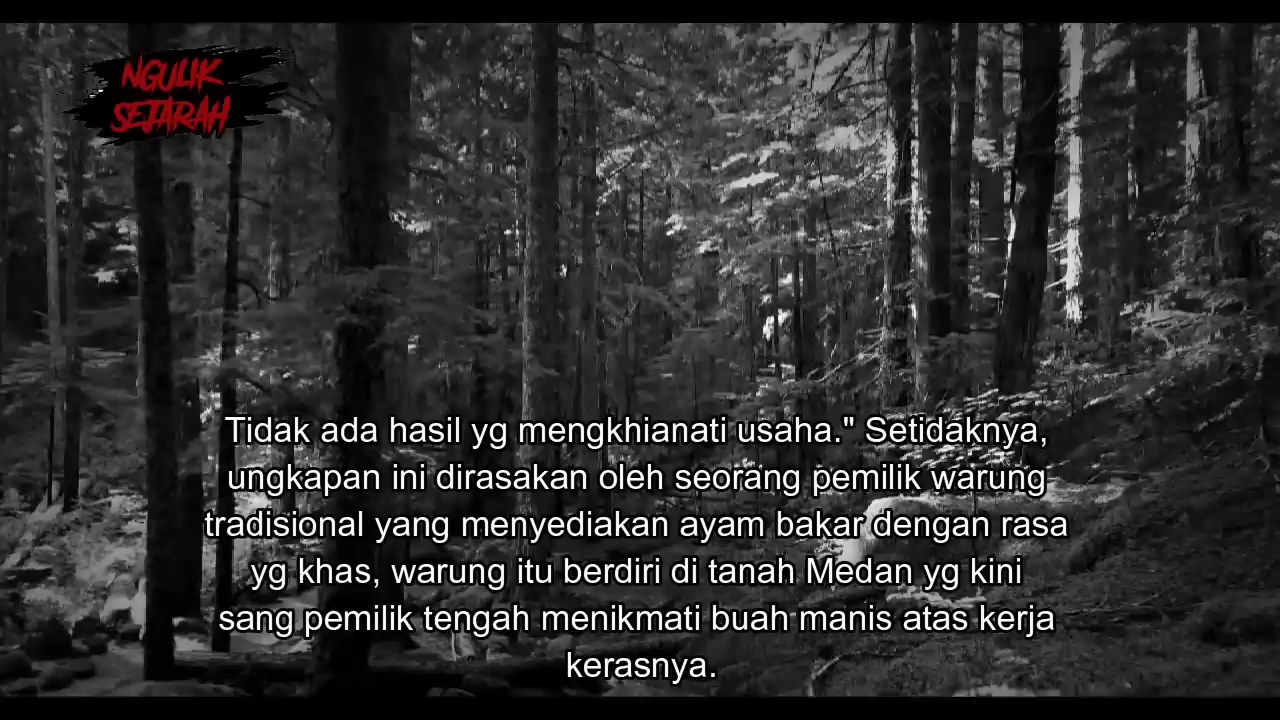 NGULIK
SEJARAH
Tidak ada hasil yg mengkhianati usaha." Setidaknya,
ungkapan ini dirasakan oleh seorang pemilik warung
tradisional yang menyediakan ayam bakar dengan rasa
yg khas, warung itu berdiri di tanah Medan yg kini
sang pemilik tengah menikmati buah manis atas kerja
kerasnya.